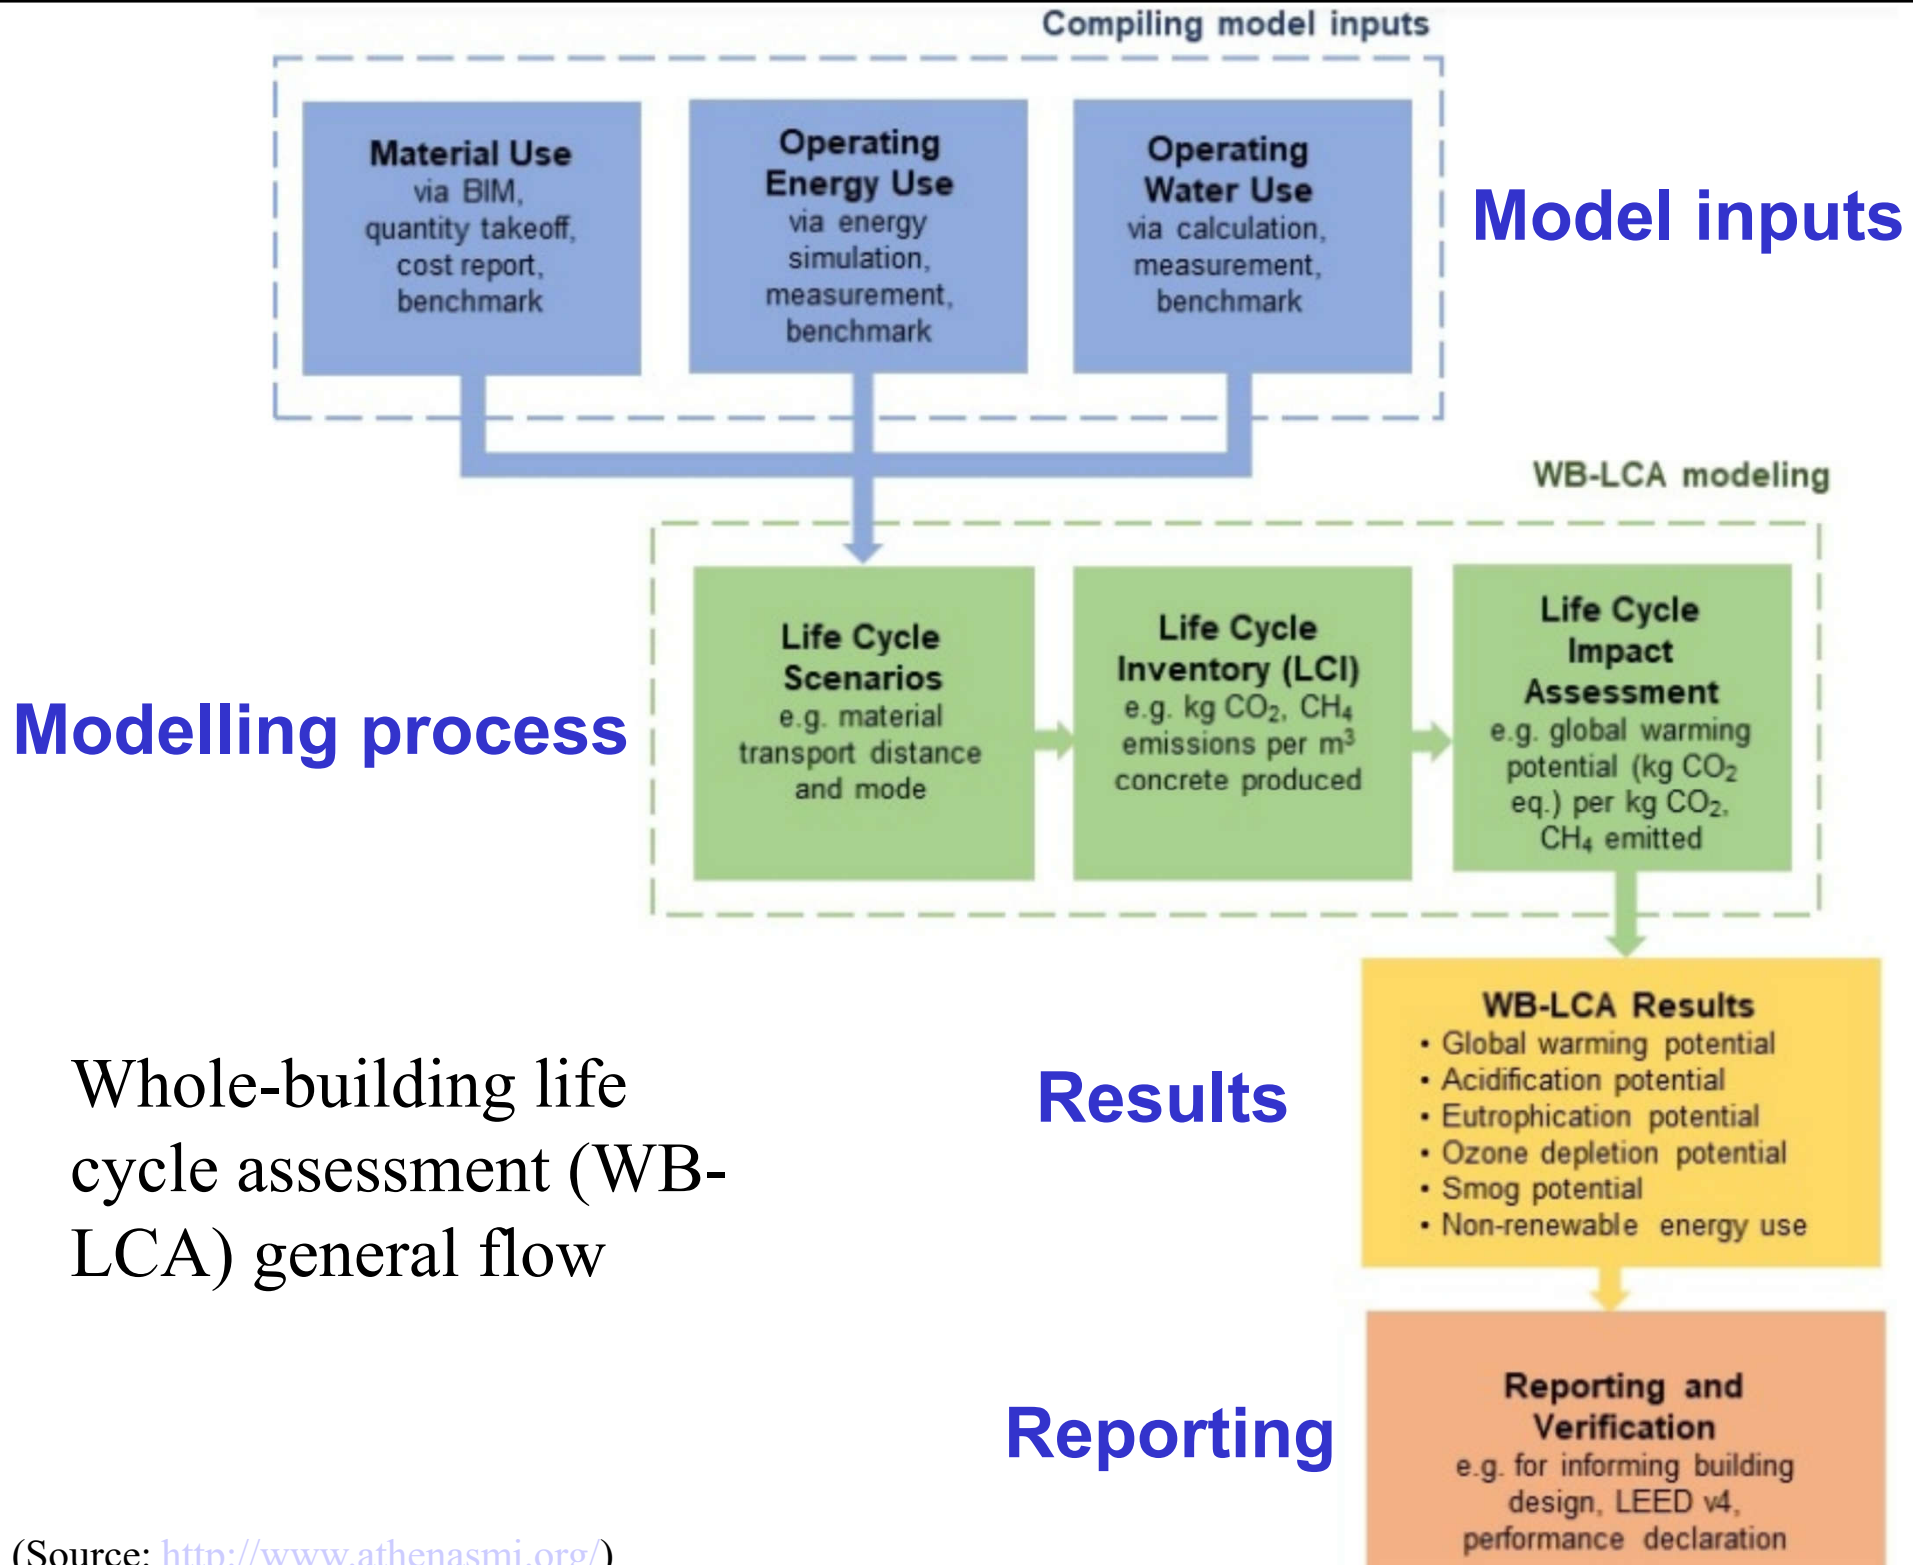 Compiling model inputs
Material Use
via BIM,
quantity takeoff,
cost report,
benchmark
Operating
Energy Use
via energy
simulation,
measurement,
benchmark
Operating
Water Use
via calculation,
measurement,
benchmark
Model inputs
WB-LCA modeling
Modelling process
Life Cycle
Scenarios
e.g. material
transport distance
and mode
Life Cycle
Inventory (LCI)
e.g. kg CO₂, CH₄
emissions per m³
concrete produced
Life Cycle
Impact
Assessment
e.g. global warming
potential (kg CO₂
eq.) per kg CO₂,
CH₄ emitted
Whole-building life
cycle assessment (WB-
LCA) general flow
Results
WB-LCA Results
• Global warming potential
• Acidification potential
• Eutrophication potential
• Ozone depletion potential
• Smog potential
• Non-renewable energy use
Reporting
Reporting and
Verification
e.g. for informing building
design, LEED v4,
performance declaration
(Source: http://www.athenasmi.org/)